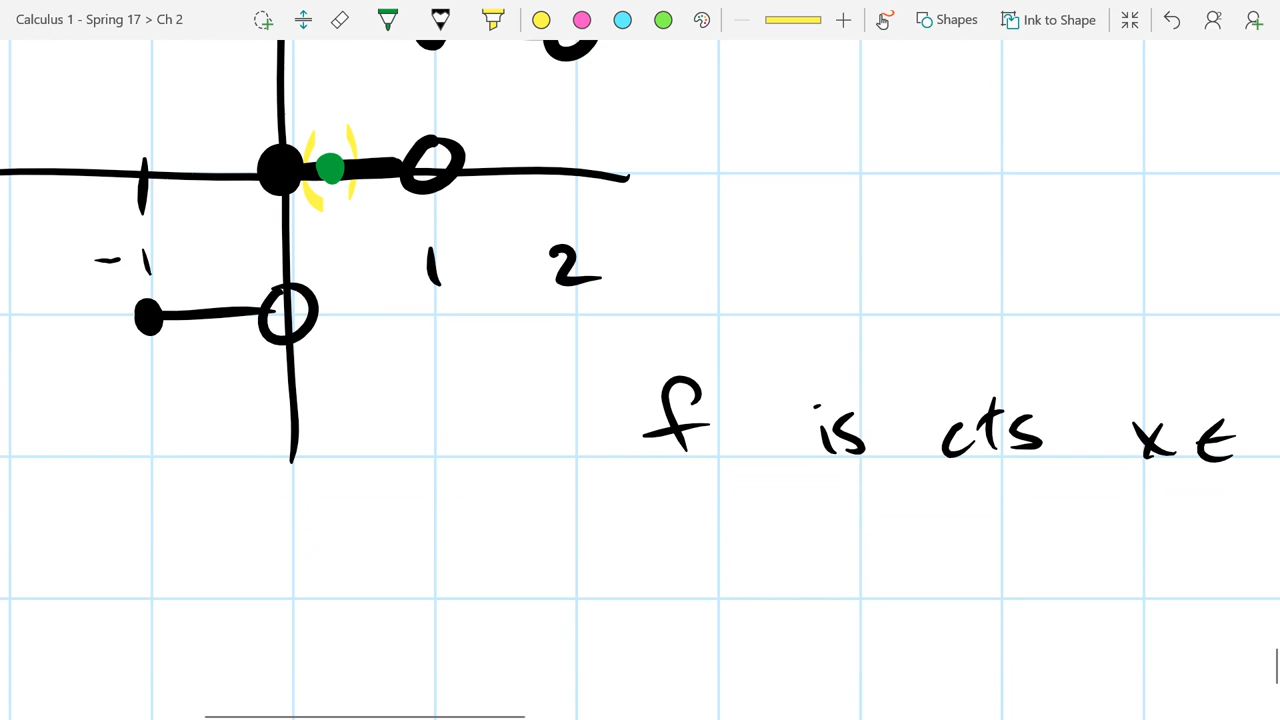 Calculus 1 - Spring 17 > Ch 2
Shapes
Ink to Shape
-1 1 2
f is cts x ∈